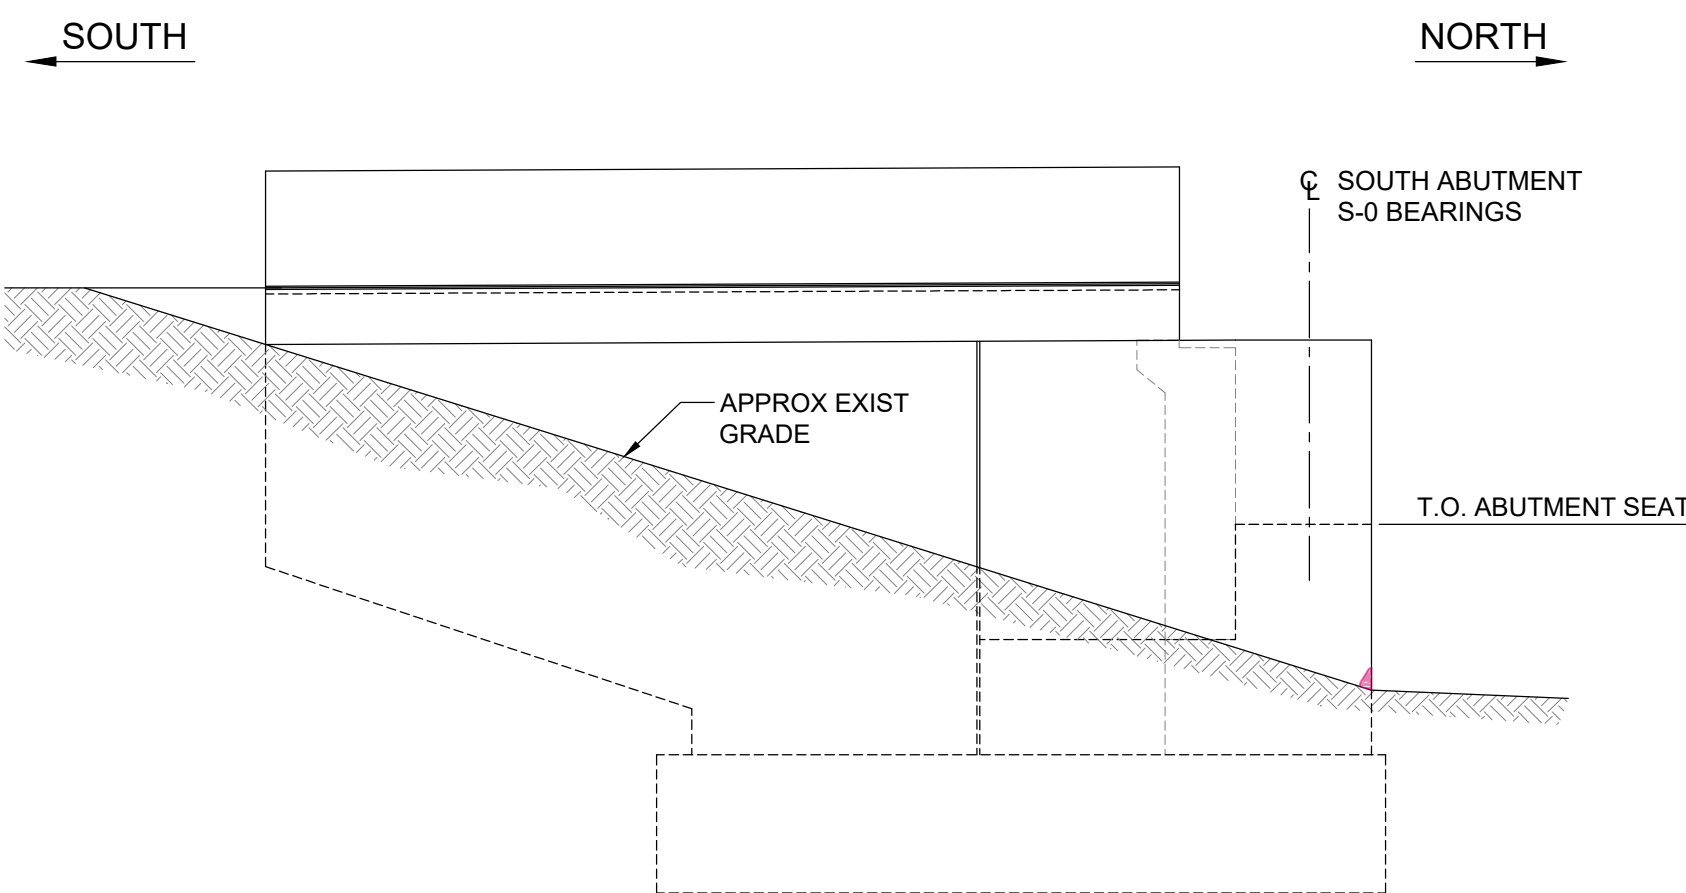 SOUTH
NORTH
℄ SOUTH ABUTMENT
S-0 BEARINGS
APPROX EXIST
GRADE
T.O. ABUTMENT SEAT